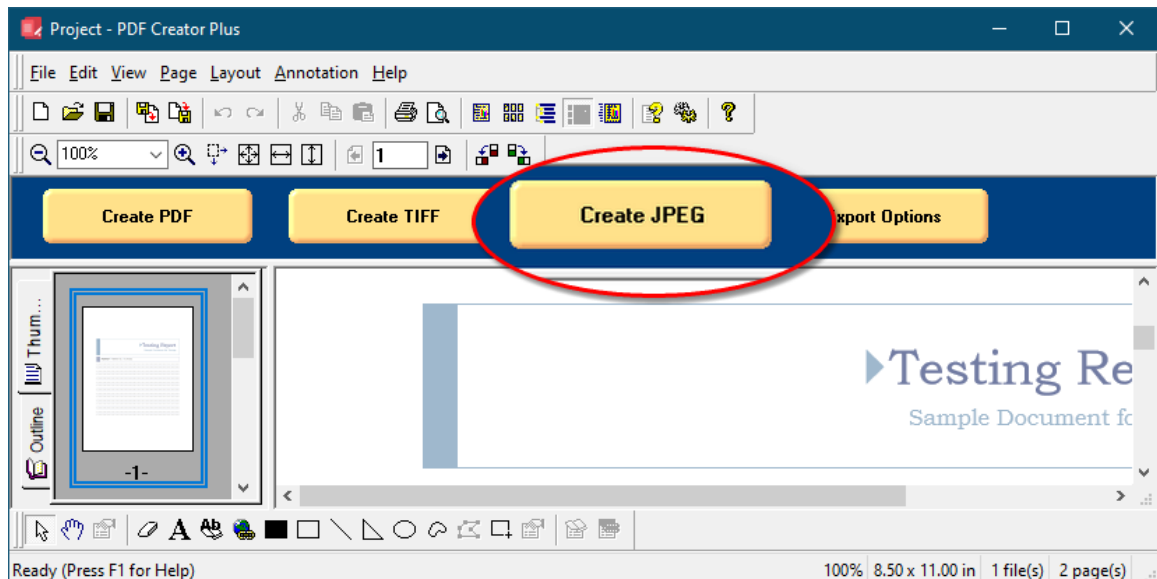 Project - PDF Creator Plus
File Edit View Page Layout Annotation Help
100%
1
Create PDF
Create TIFF
Create JPEG
xport Options
Thum...
Outline
-1-
Testing Re
Sample Document fo
Ready (Press F1 for Help)
100% 8.50 x 11.00 in 1 file(s) 2 page(s)